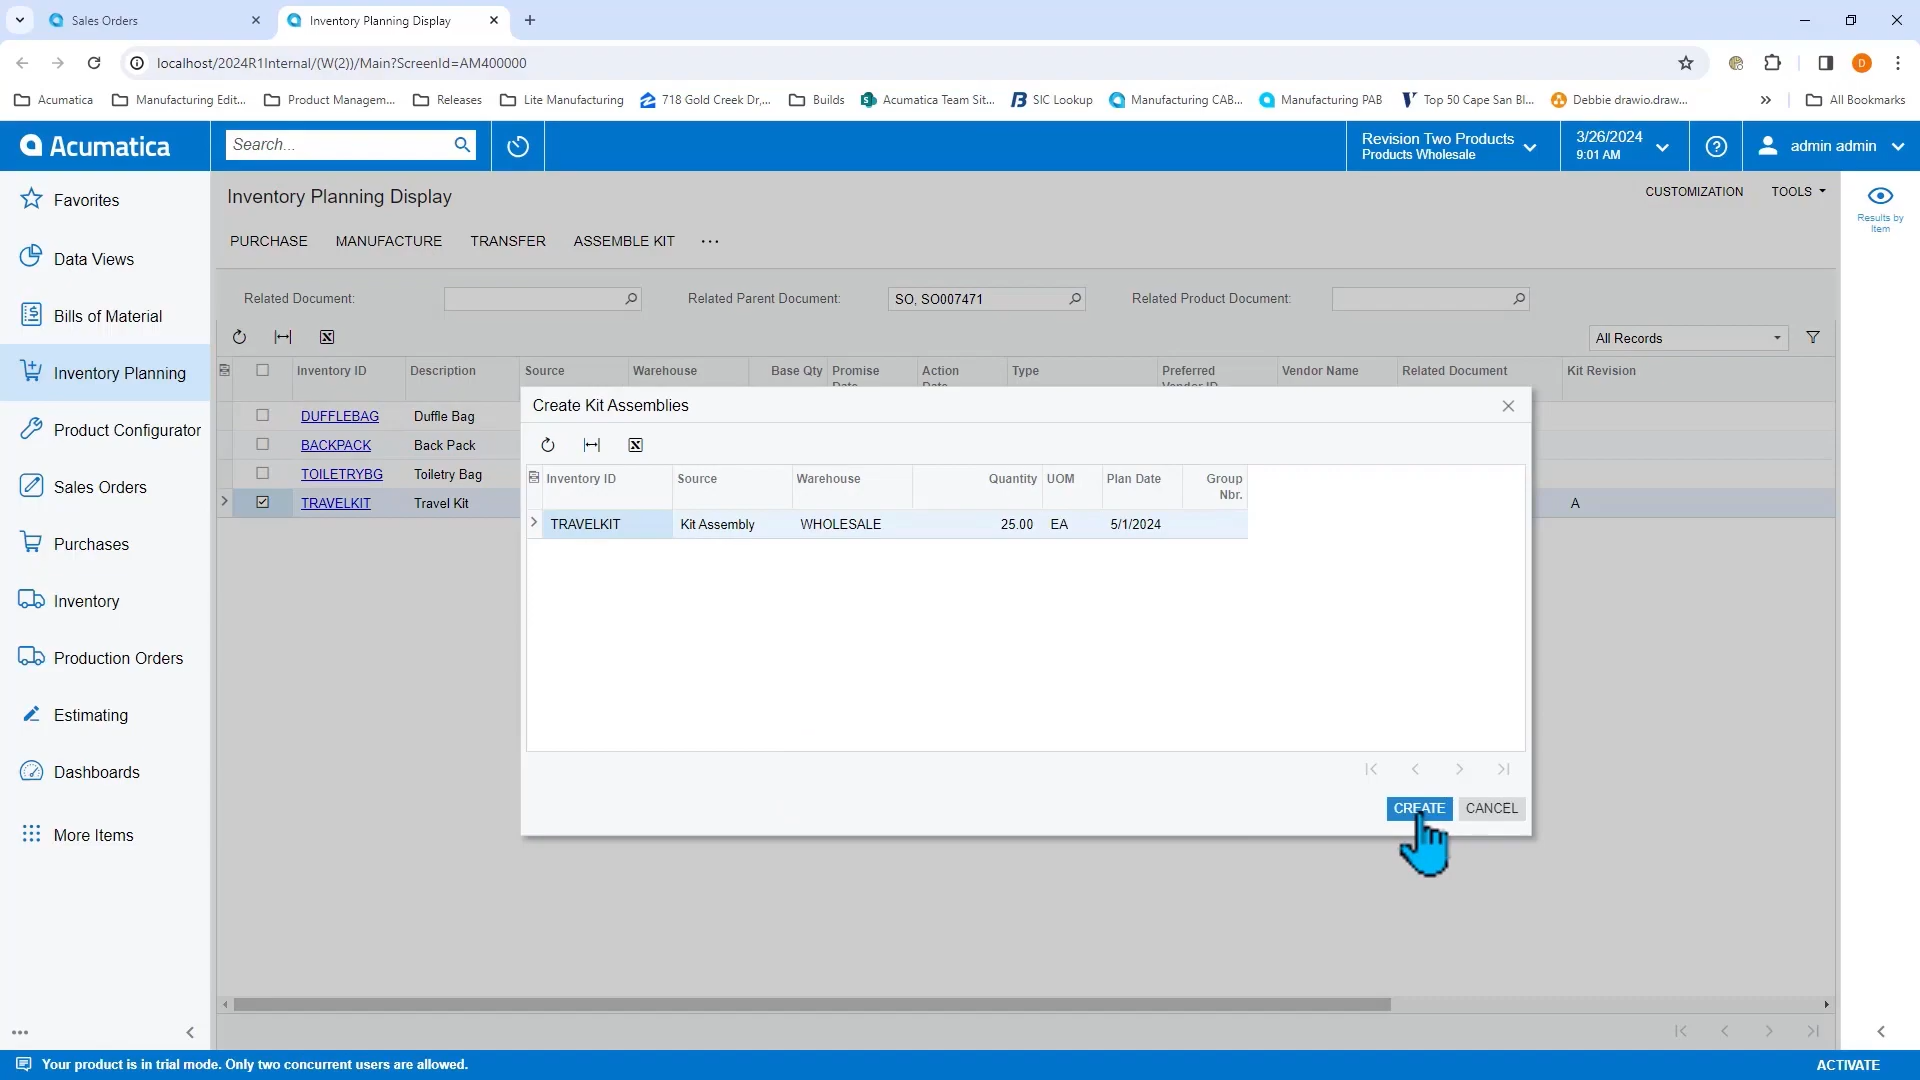 Sales Orders
Inventory Planning Display
localhost/2024R1Internal/(W(2))/Main?ScreenId=AM400000
D
Acumatica
Manufacturing Edit...
Product Managem...
Releases
Lite Manufacturing
718 Gold Creek Dr,...
Builds
Acumatica Team Sit...
SIC Lookup
Manufacturing CAB...
Manufacturing PAB
Top 50 Cape San Bl...
Debbie drawio.draw...
All Bookmarks
Acumatica
Search...
Revision Two Products
Products Wholesale
3/26/2024
9:01 AM
admin admin
Favorites
Data Views
Bills of Material
Inventory Planning
Product Configurator
Sales Orders
Purchases
Inventory
Production Orders
Estimating
Dashboards
More Items
Inventory Planning Display
CUSTOMIZATION
TOOLS
Results by
Item
PURCHASE
MANUFACTURE
TRANSFER
ASSEMBLE KIT
Related Document:
Related Parent Document:
SO, SO007471
Related Product Document:
All Records
Inventory ID
Description
Source
Warehouse
Base Qty
Promise
Action
Type
Preferred
Vendor Name
Related Document
Kit Revision
DUFFLEBAG
Duffle Bag
BACKPACK
Back Pack
TOILETRYBG
Toiletry Bag
TRAVELKIT
Travel Kit
A
Create Kit Assemblies
Inventory ID
Source
Warehouse
Quantity
UOM
Plan Date
Group
Nbr.
TRAVELKIT
Kit Assembly
WHOLESALE
25.00
EA
5/1/2024
CREATE
CANCEL
Your product is in trial mode. Only two concurrent users are allowed.
ACTIVATE